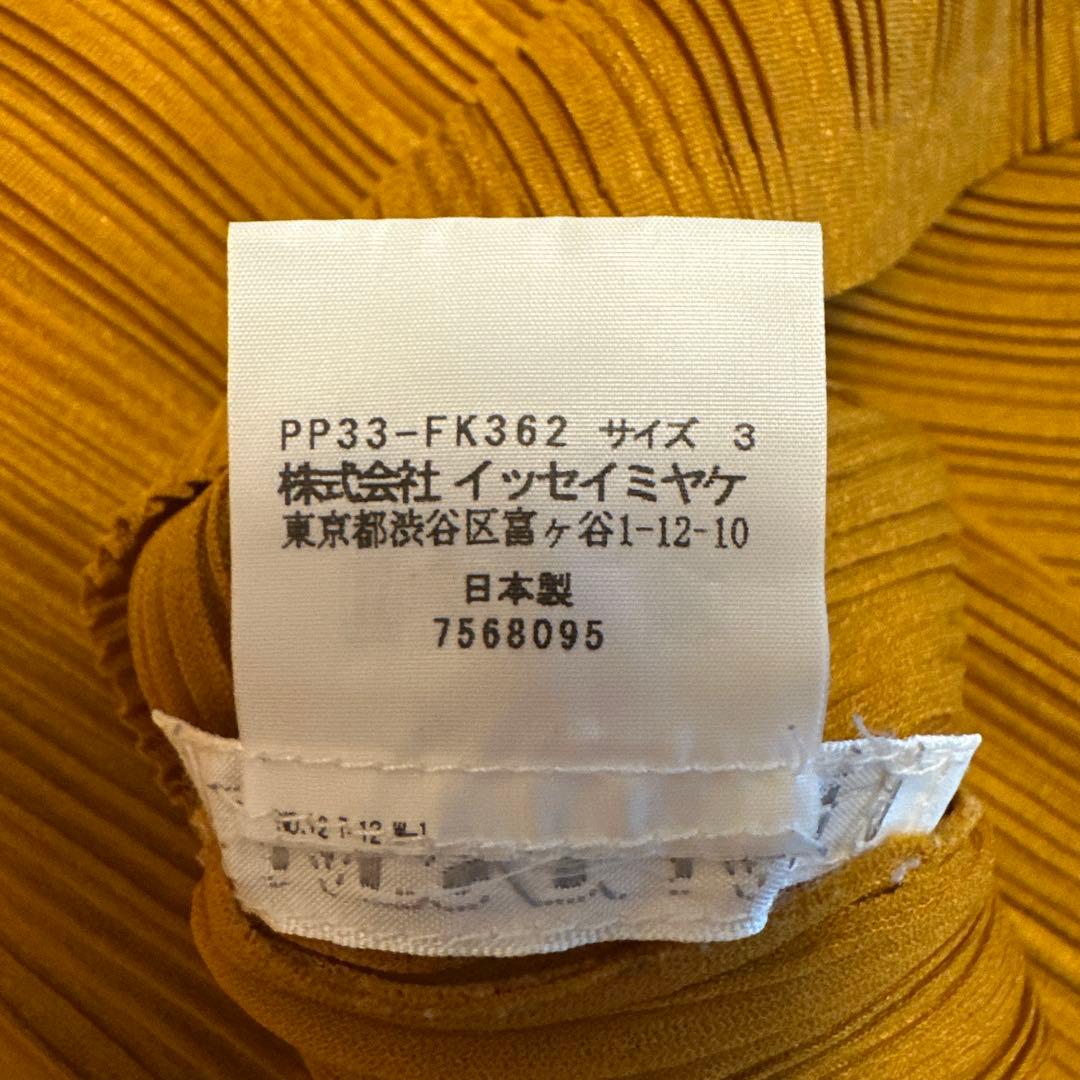 PP33-FK362 サイズ 3
株式会社 イッセイミヤケ
東京都渋谷区富ヶ谷1-12-10
日本製
7568095